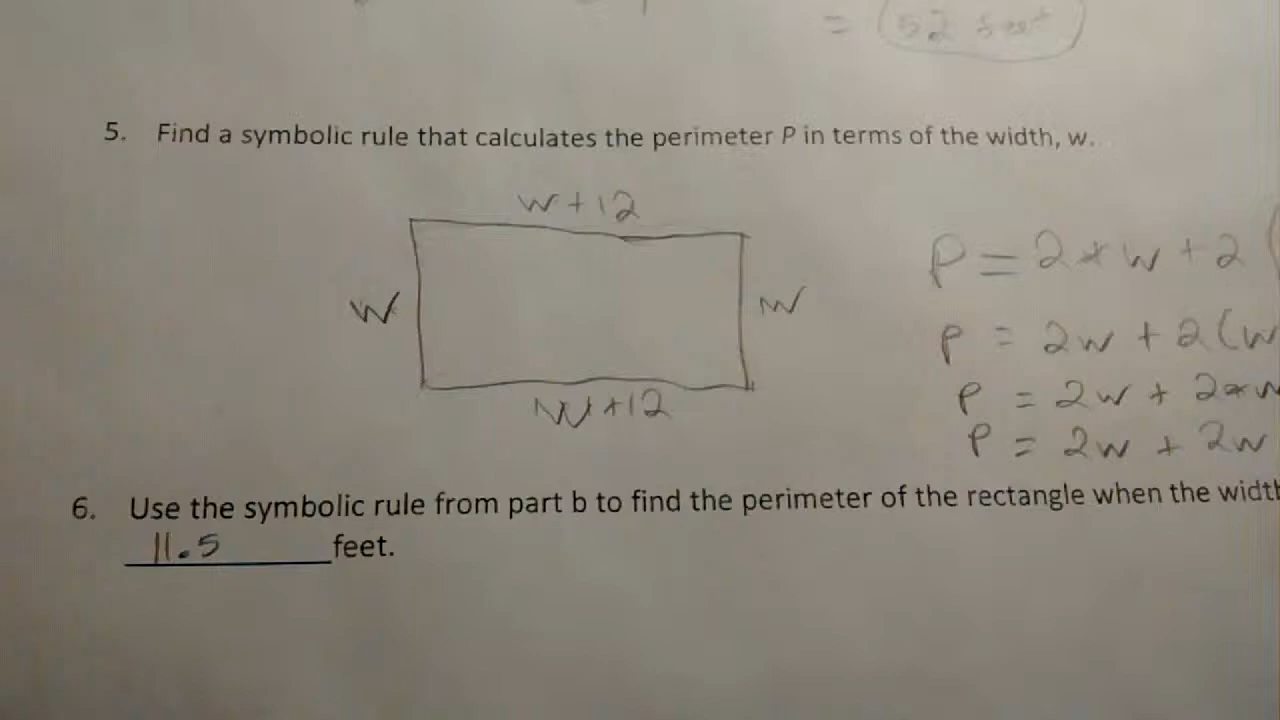 = 52 feet
5. Find a symbolic rule that calculates the perimeter P in terms of the width, w.
w + 12
w
w
w + 12
P = 2 * w + 2 (
P = 2w + 2(w
P = 2w + 2*w
P = 2w + 2w
6. Use the symbolic rule from part b to find the perimeter of the rectangle when the width
11.5 feet.